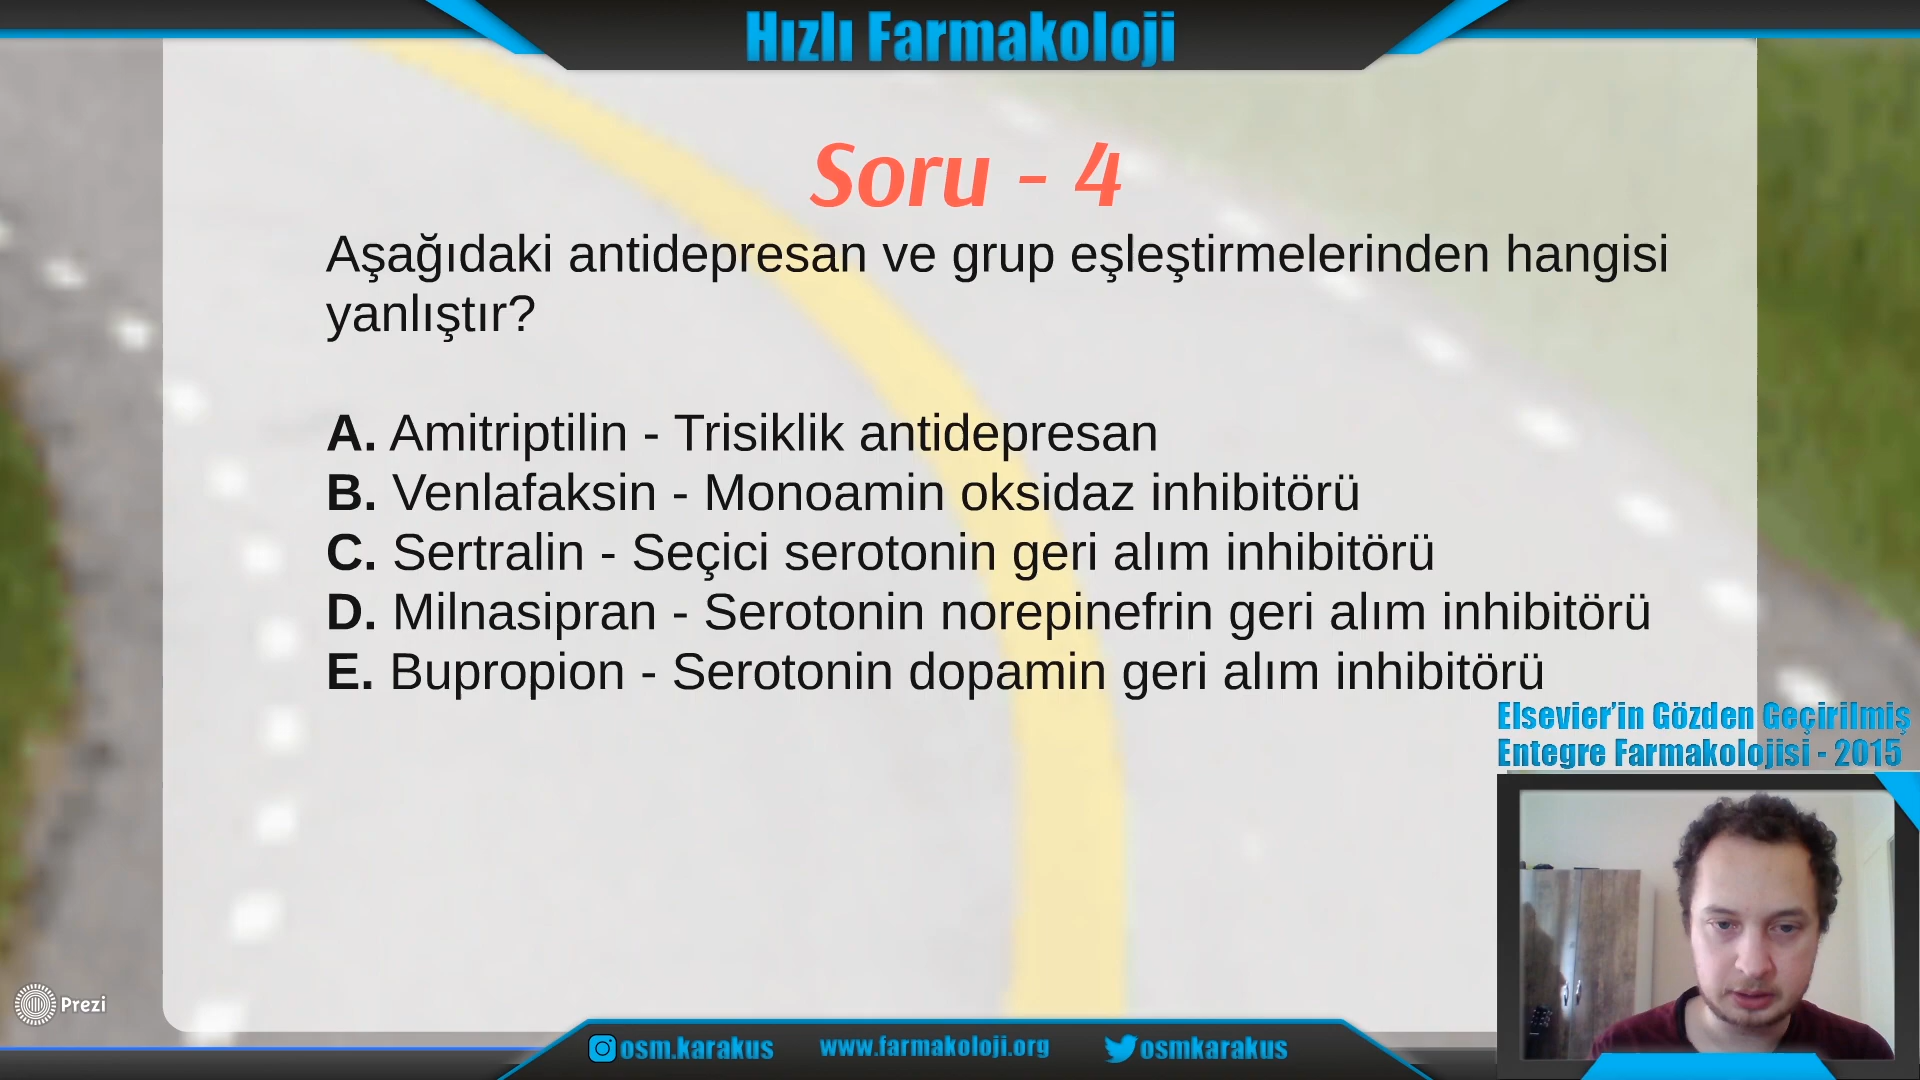 Hızlı Farmakoloji
Soru - 4
Aşağıdaki antidepresan ve grup eşleştirmelerinden hangisi
yanlıştır?
A. Amitriptilin - Trisiklik antidepresan
B. Venlafaksin - Monoamin oksidaz inhibitörü
C. Sertralin - Seçici serotonin geri alım inhibitörü
D. Milnasipran - Serotonin norepinefrin geri alım inhibitörü
E. Bupropion - Serotonin dopamin geri alım inhibitörü
Elsevier'in Gözden Geçirilmiş
Entegre Farmakolojisi - 2015
Prezi
osm.karakus
www.farmakoloji.org
osmkarakus